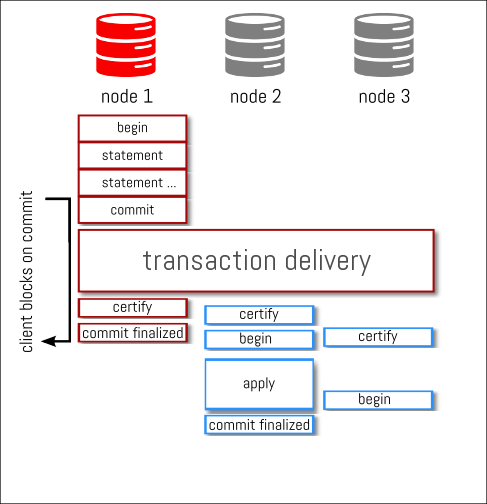 node 1
node 2
node 3
begin
statement
statement ...
commit
client blocks on commit
transaction delivery
certify
commit finalized
certify
begin
apply
commit finalized
certify
begin